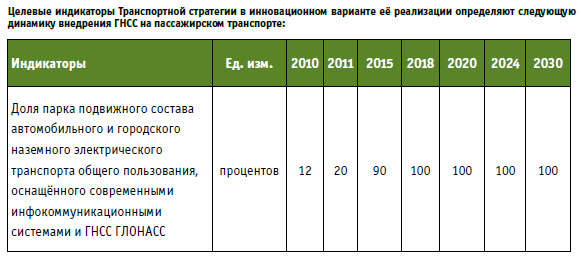 Целевые индикаторы Транспортной стратегии в инновационном варианте её реализации определяют следующую
динамику внедрения ГНСС на пассажирском транспорте:
Индикаторы Ед. изм. 2010 2011 2015 2018 2020 2024 2030
Доля парка подвижного состава
автомобильного и городского
наземного электрического
транспорта общего пользования,
оснащённого современными
инфокоммуникационными
системами и ГНСС ГЛОНАСС
процентов 12 20 90 100 100 100 100